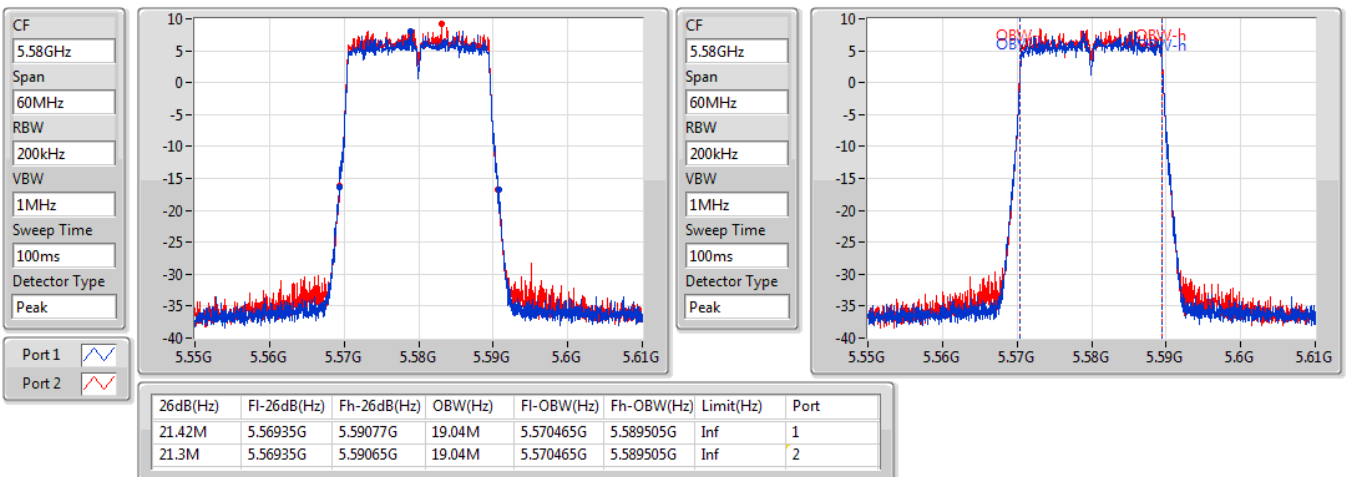 CF
5.58GHz
Span
60MHz
RBW
200kHz
VBW
1MHz
Sweep Time
100ms
Detector Type
Peak
Port 1
Port 2
10
5
0
-5
-10
-15
-20
-25
-30
-35
-40
5.55G 5.56G 5.57G 5.58G 5.59G 5.6G 5.61G
CF
5.58GHz
Span
60MHz
RBW
200kHz
VBW
1MHz
Sweep Time
100ms
Detector Type
Peak
10
5
0
-5
-10
-15
-20
-25
-30
-35
-40
OBW-h
5.55G 5.56G 5.57G 5.58G 5.59G 5.6G 5.61G
26dB(Hz) Fl-26dB(Hz) Fh-26dB(Hz) OBW(Hz) Fl-OBW(Hz) Fh-OBW(Hz) Limit(Hz) Port
21.42M 5.56935G 5.59077G 19.04M 5.570465G 5.589505G Inf 1
21.3M 5.56935G 5.59065G 19.04M 5.570465G 5.589505G Inf 2